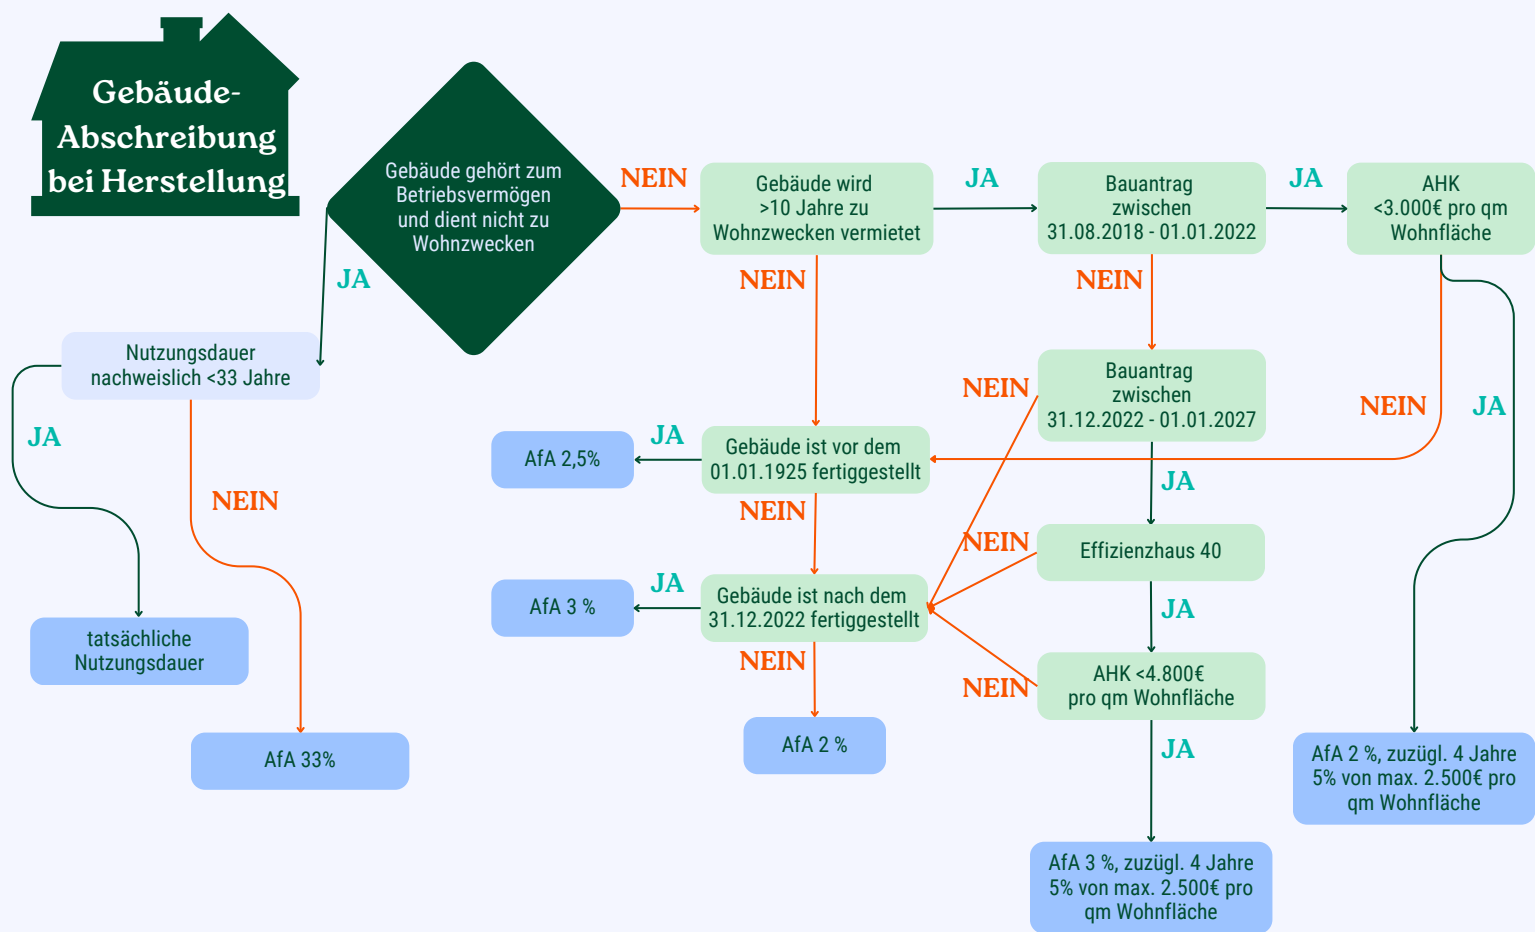 Gebäude-
Abschreibung
bei Herstellung
Gebäude gehört zum
Betriebsvermögen
und dient nicht zu
Wohnzwecken
NEIN
Gebäude wird
>10 Jahre zu
Wohnzwecken vermietet
JA
Bauantrag
zwischen
31.08.2018 - 01.01.2022
JA
AHK
<3.000€ pro qm
Wohnfläche
JA
NEIN
NEIN
Nutzungsdauer
nachweislich <33 Jahre
Bauantrag
zwischen
31.12.2022 - 01.01.2027
NEIN
NEIN
JA
JA
NEIN
AfA 2,5%
JA
Gebäude ist vor dem
01.01.1925 fertiggestellt
NEIN
JA
NEIN
Effizienzhaus 40
AfA 3 %
JA
Gebäude ist nach dem
31.12.2022 fertiggestellt
JA
tatsächliche
Nutzungsdauer
NEIN
NEIN
AHK <4.800€
pro qm Wohnfläche
AfA 33%
AfA 2 %
JA
AfA 2 %, zuzügl. 4 Jahre
5% von max. 2.500€ pro
qm Wohnfläche
AfA 3 %, zuzügl. 4 Jahre
5% von max. 2.500€ pro
qm Wohnfläche